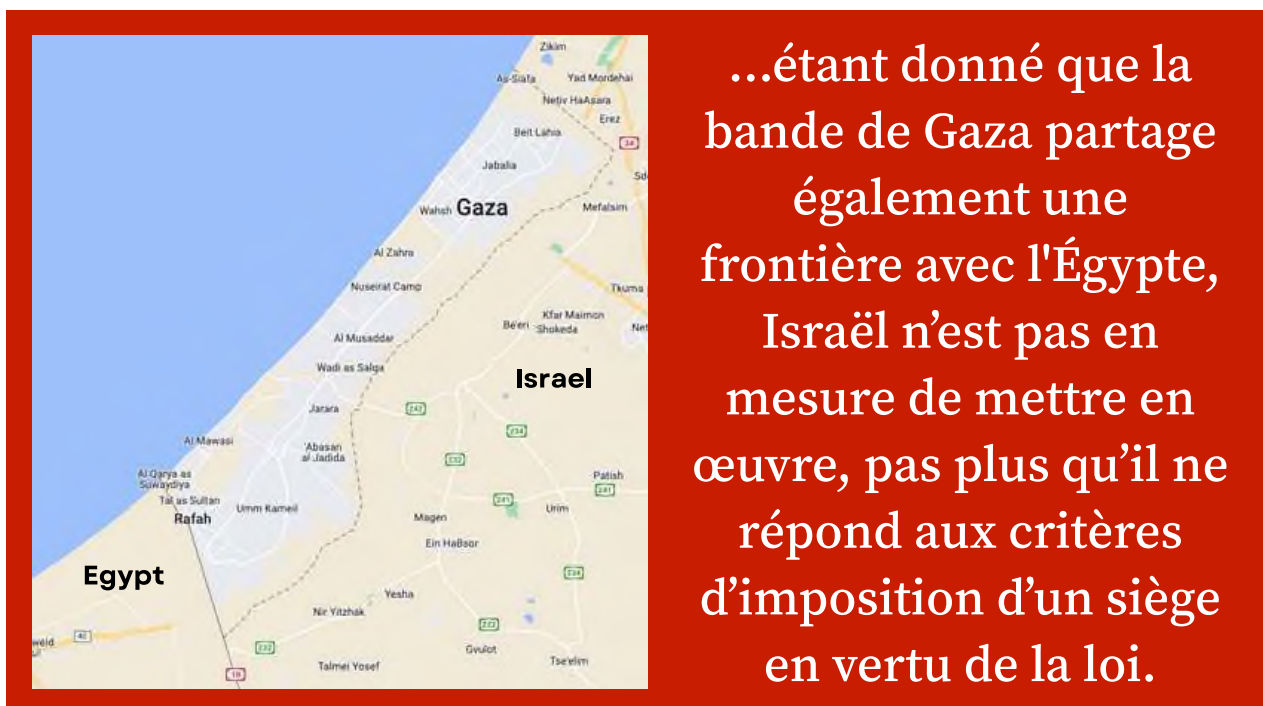 Zikim
As-Siafa
Yad Mordehai
Netiv HaAsara
Erez
Beit Lahia
34
Jabalia
Sd
Wahsh Gaza
Mefalsim
Al Zahra
Nuseirat Camp
Tkuma
Kfar Maimon
Be'eri
Shokeda
Net
Al Musaddar
Wadi as Salqa
Israel
Jarara
242
234
'Abasan
al Jadida
Al Mawasi
232
Al Qarya as
Suwaydiya
Patish
241
Tal as Sultan
241
Rafah
Umm Kameil
Urim
Magen
Ein HaBsor
Egypt
234
Yesha
Nir Yitzhak
222
40
weld
232
Gvulot
Talmei Yosef
Tse'elim
10
...étant donné que la
bande de Gaza partage
également une
frontière avec l'Égypte,
Israël n’est pas en
mesure de mettre en
œuvre, pas plus qu’il ne
répond aux critères
d’imposition d’un siège
en vertu de la loi.